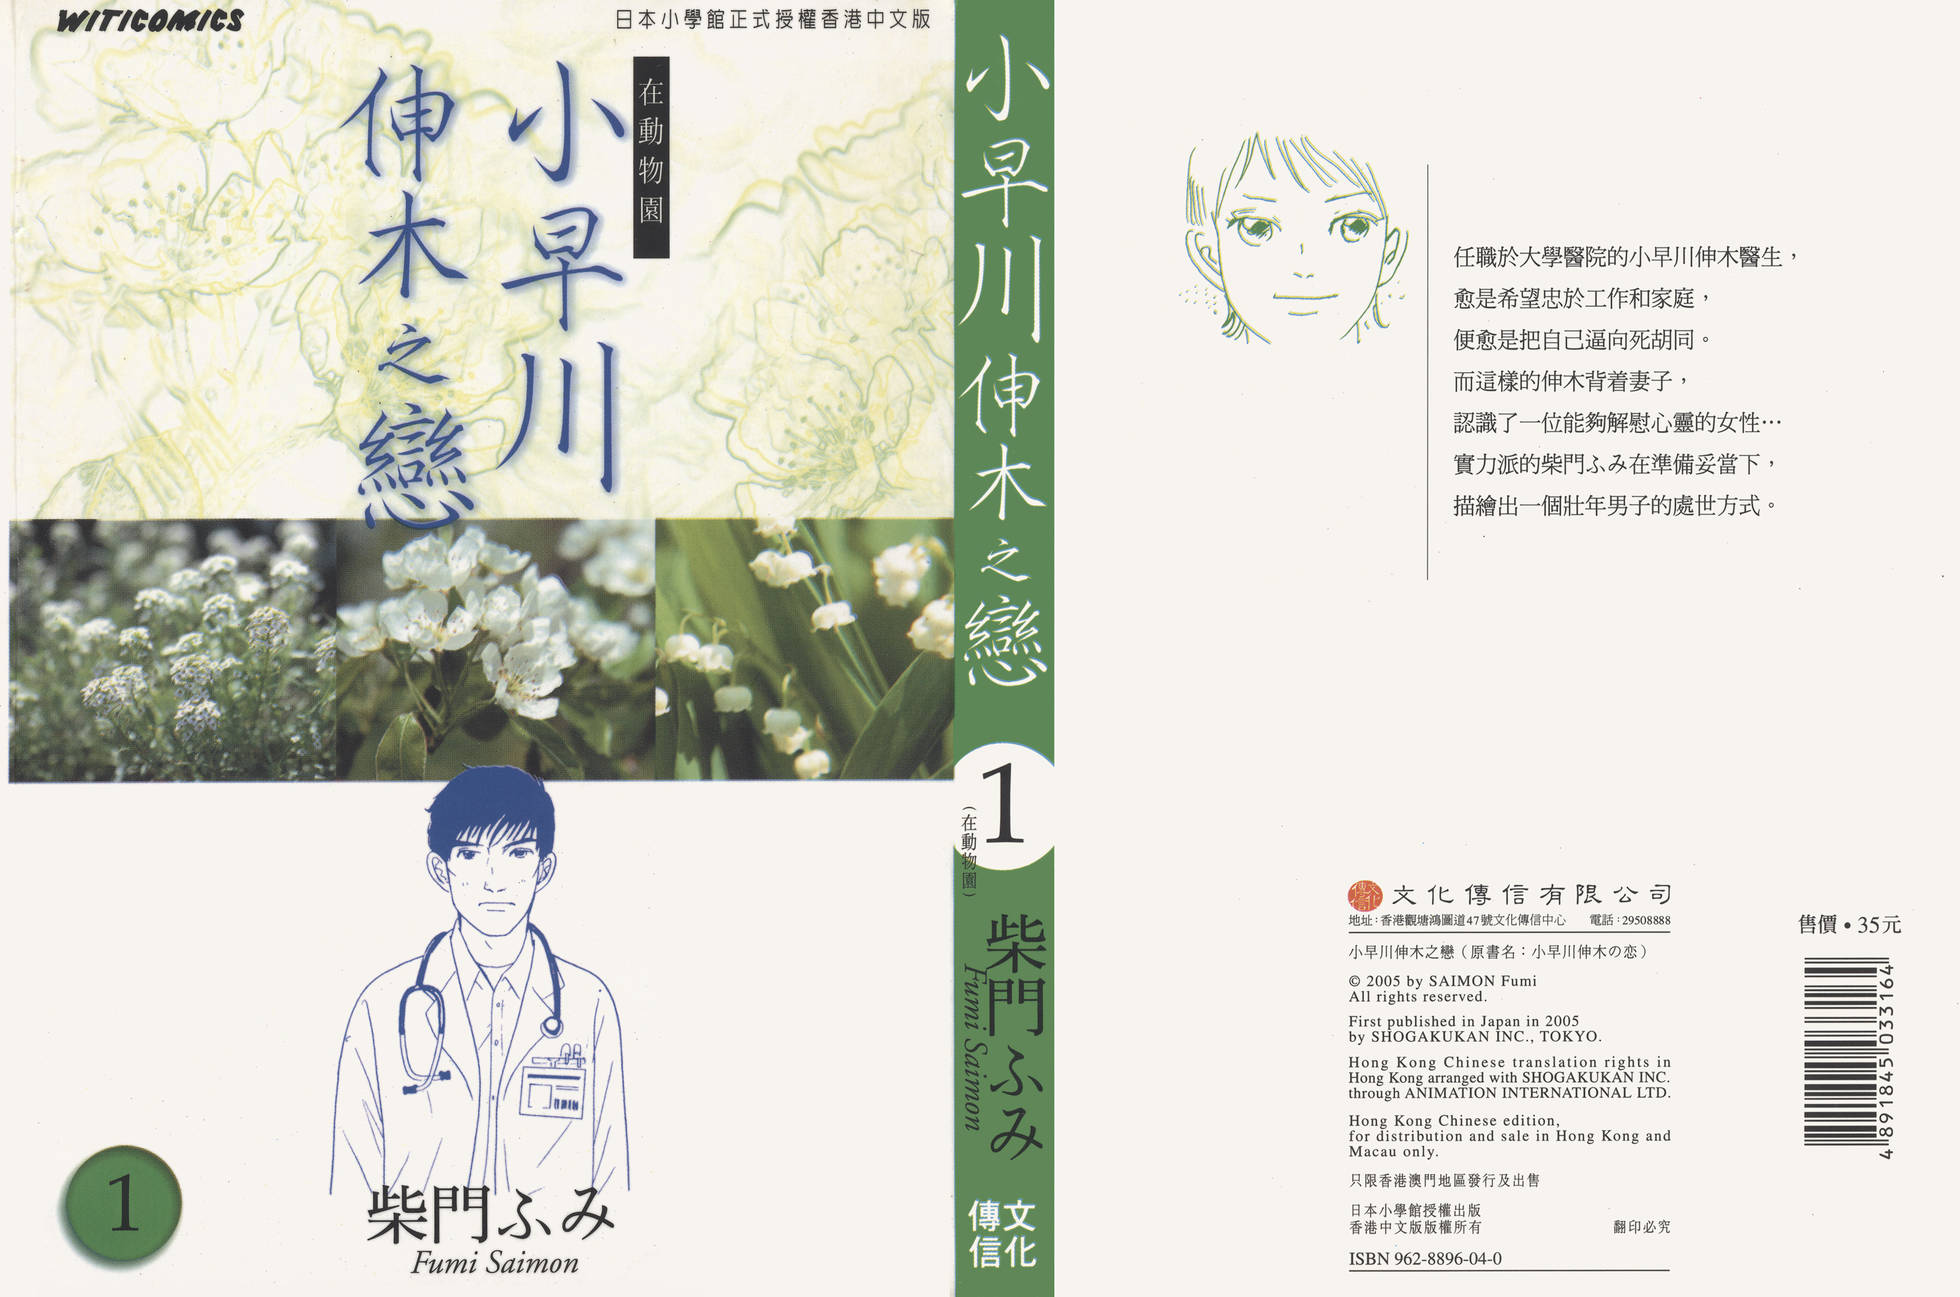 WITICOMICS
日本小學館正式授權香港中文版
在動物園
小早川
伸木之戀
1
柴門ふみ
Fumi Saimon
小早川伸木之戀
1
(在動物園)
柴門ふみ
Fumi Saimon
文化
傳信
任職於大學醫院的小早川伸木醫生，
愈是希望忠於工作和家庭，
便愈是把自己逼向死胡同。
而這樣的伸木背着妻子，
認識了一位能夠解慰心靈的女性…
實力派的柴門ふみ在準備妥當下，
描繪出一個壯年男子的處世方式。
文化傳信
文化傳信有限公司
地址：香港觀塘鴻圖道47號文化傳信中心 電話：29508888
小早川伸木之戀（原書名：小早川伸木の恋）
© 2005 by SAIMON Fumi
All rights reserved.
First published in Japan in 2005
by SHOGAKUKAN INC., TOKYO.
Hong Kong Chinese translation rights in
Hong Kong arranged with SHOGAKUKAN INC.
through ANIMATION INTERNATIONAL LTD.
Hong Kong Chinese edition,
for distribution and sale in Hong Kong and
Macau only.
只限香港澳門地區發行及出售
日本小學館授權出版
香港中文版版權所有 翻印必究
ISBN 962-8896-04-0
售價•35元
4891845033164